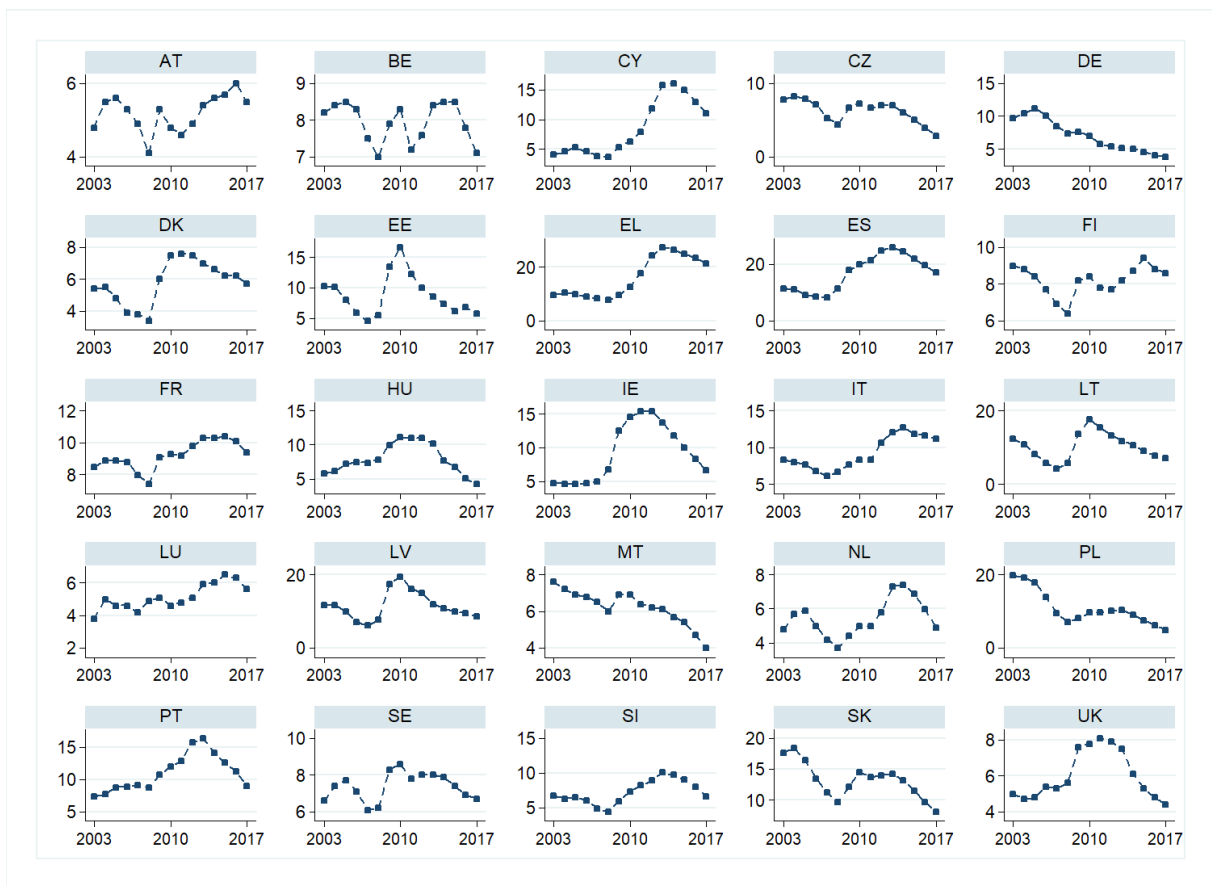 AT BE CY CZ DE
6 9 15 10 15
8 10 10
4 7 5 0 5
2003 2010 2017 2003 2010 2017 2003 2010 2017 2003 2010 2017 2003 2010 2017
DK EE EL ES FI
8 15 20 20 10
6 10 8
4 5 0 0 6
2003 2010 2017 2003 2010 2017 2003 2010 2017 2003 2010 2017 2003 2010 2017
FR HU IE IT LT
12 15 15 15 20
10 10 10 10
8 5 5 5 0
2003 2010 2017 2003 2010 2017 2003 2010 2017 2003 2010 2017 2003 2010 2017
LU LV MT NL PL
6 20 8 8 20
4 6 6
2 0 4 4 0
2003 2010 2017 2003 2010 2017 2003 2010 2017 2003 2010 2017 2003 2010 2017
PT SE SI SK UK
15 10 15 20 8
10 8 10 15 6
5 6 5 10 4
2003 2010 2017 2003 2010 2017 2003 2010 2017 2003 2010 2017 2003 2010 2017